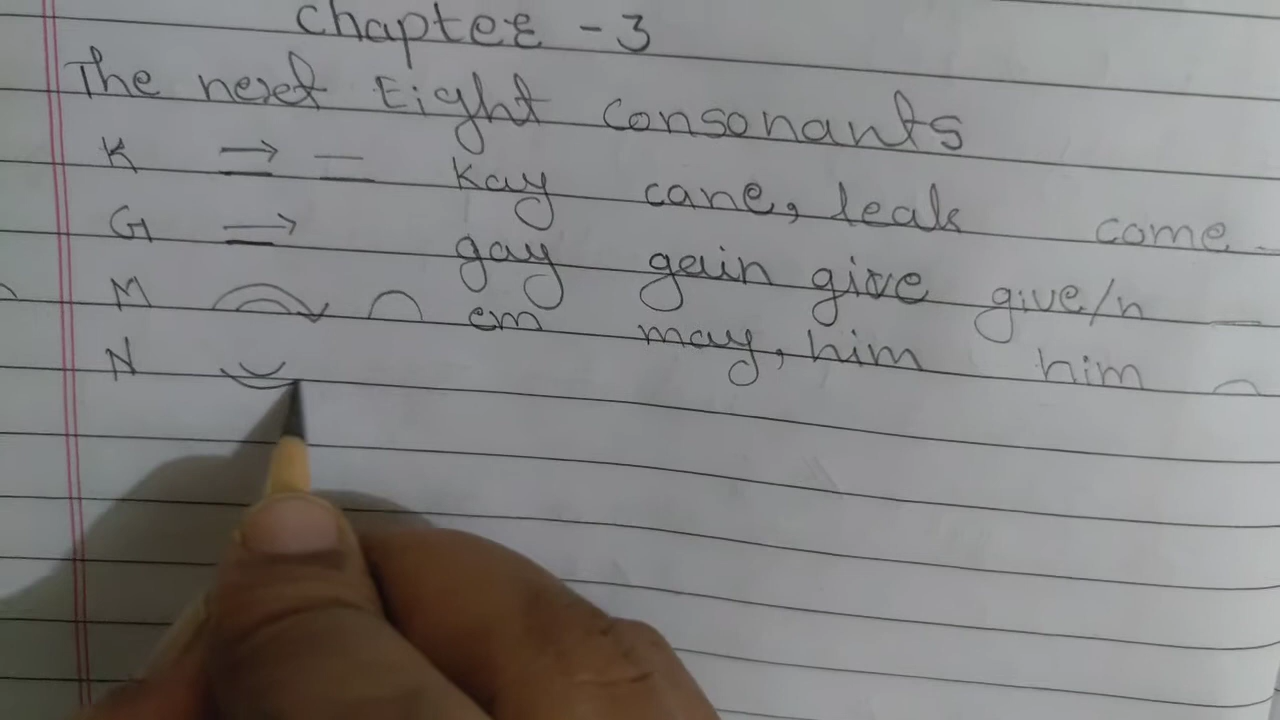 Chapter - 3
The next Eight consonants
K → — kay cane, leak come -
G → gay gain give give/n —
M em may, him him
N